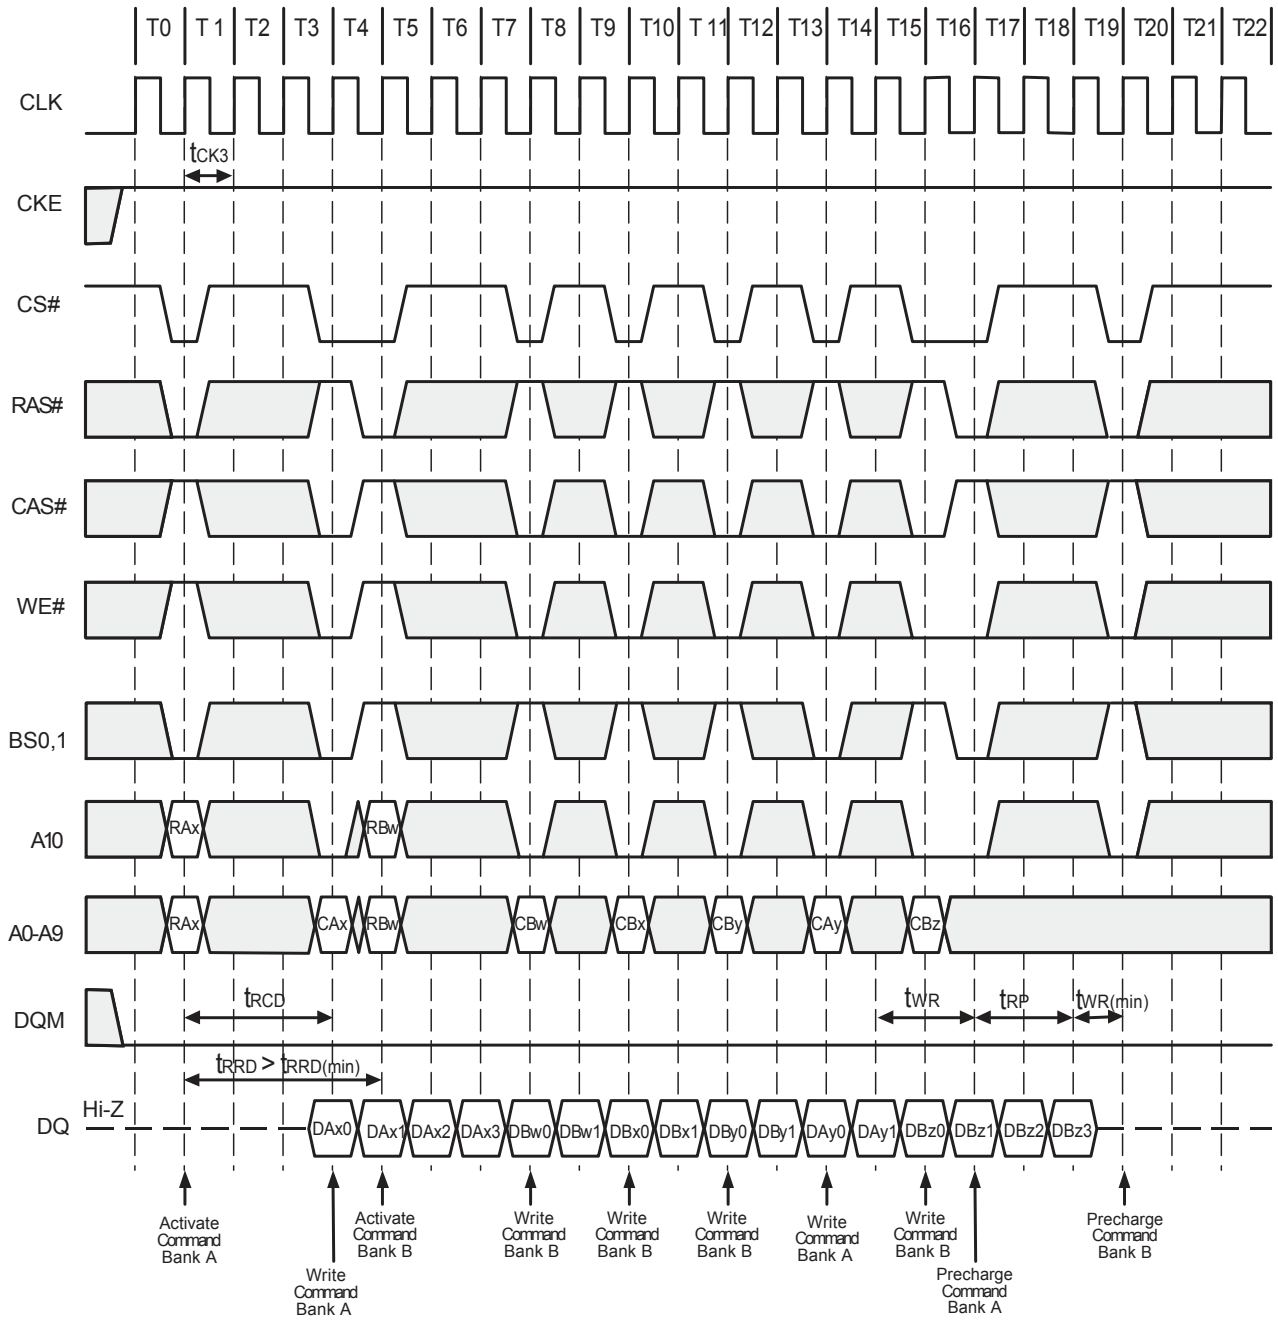 T0 T 1 T2 T3 T4 T5 T6 T7 T8 T9 T10 T 11 T12 T13 T14 T15 T16 T17 T18 T19 T20 T21 T22
CLK
tCK3
CKE
CS#
RAS#
CAS#
WE#
BS0,1
A10
RAx RBw
A0-A9
RAx CAx RBw CBw CBx CBy CAy CBz
DQM
tRCD tWR tRP tWR(min)
tRRD > tRRD(min)
DQ
Hi-Z
DAx0 DAx1 DAx2 DAx3 DBw0 DBw1 DBx0 DBx1 DBy0 DBy1 DAy0 DAy1 DBz0 DBz1 DBz2 DBz3
Activate
Command
Bank A
Write
Command
Bank A
Activate
Command
Bank B
Write
Command
Bank B
Write
Command
Bank B
Write
Command
Bank B
Write
Command
Bank A
Write
Command
Bank B
Precharge
Command
Bank A
Precharge
Command
Bank B